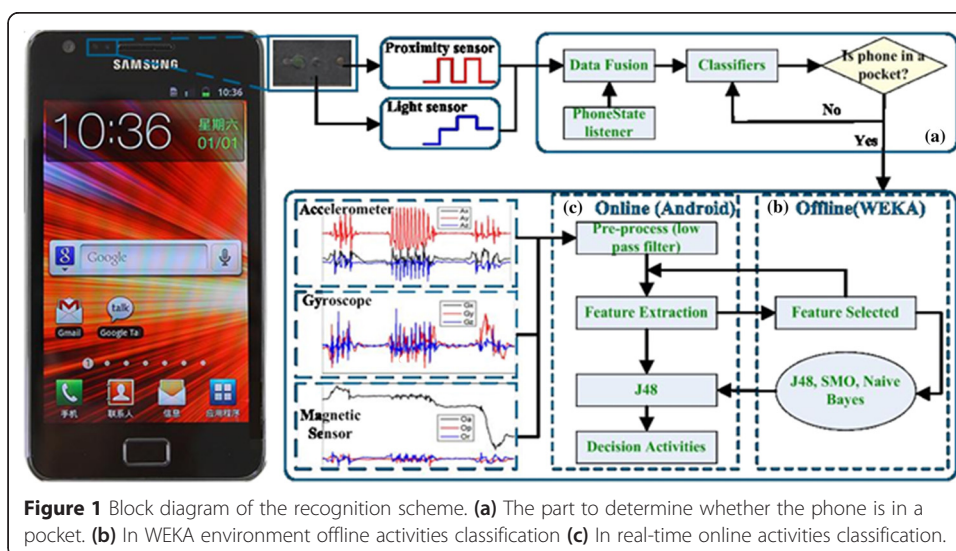 SAMSUNG
10:36
10:36
星期六
01/01
Google
Gmail
talk
Google Ta
1
手机
联系人
信息
应用程序
Proximity sensor
Light sensor
Data Fusion
Classifiers
Is phone in a
pocket?
PhoneState
listener
No
Yes
(a)
Accelerometer
Ax
Ay
Az
Gyroscope
Gx
Gy
Gz
Magnetic
Sensor
Oa
Op
Or
(c) Online (Android)
Pre-process (low
pass filter)
Feature Extraction
J48
Decision Activities
(b) Offline(WEKA)
Feature Selected
J48, SMO, Naive
Bayes
Figure 1 Block diagram of the recognition scheme. (a) The part to determine whether the phone is in a
pocket. (b) In WEKA environment offline activities classification (c) In real-time online activities classification.